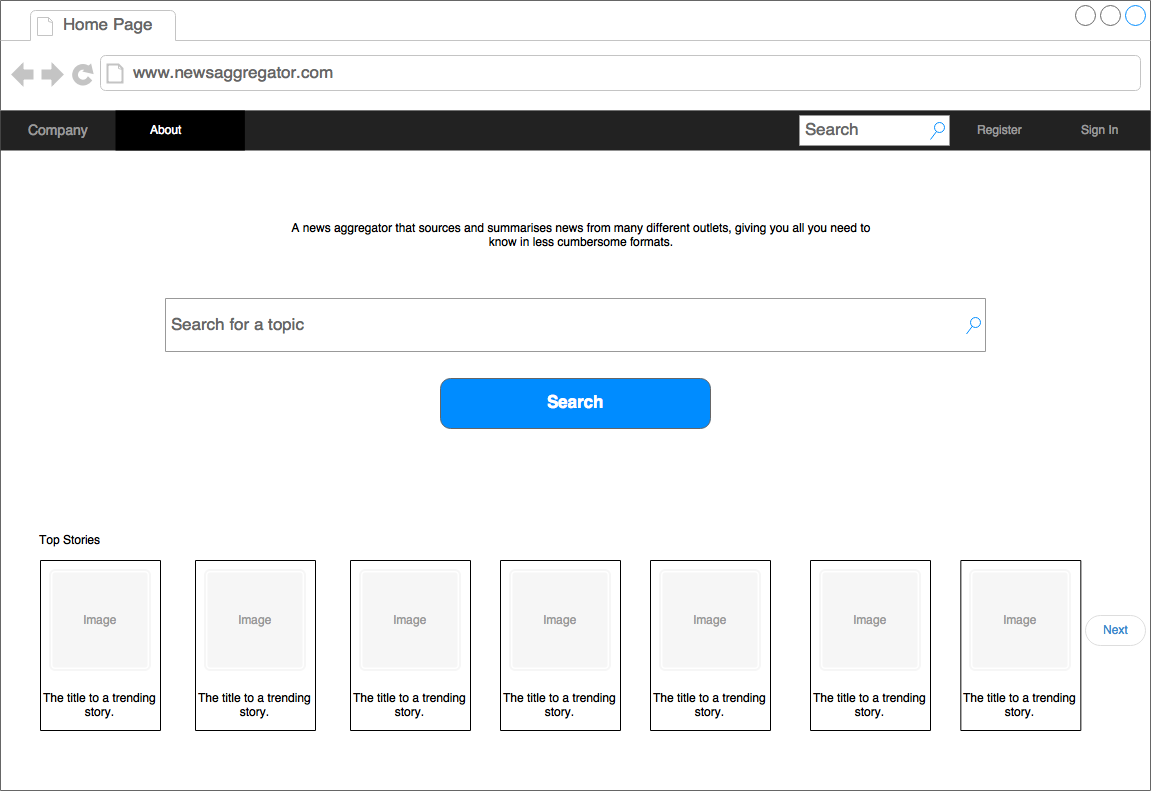 Home Page
www.newsaggregator.com
Company About Search Register Sign In
A news aggregator that sources and summarises news from many different outlets, giving you all you need to
know in less cumbersome formats.
Search for a topic
Search
Top Stories
Image Image Image Image Image Image Image
Next
The title to a trending
story.
The title to a trending
story.
The title to a trending
story.
The title to a trending
story.
The title to a trending
story.
The title to a trending
story.
The title to a trending
story.